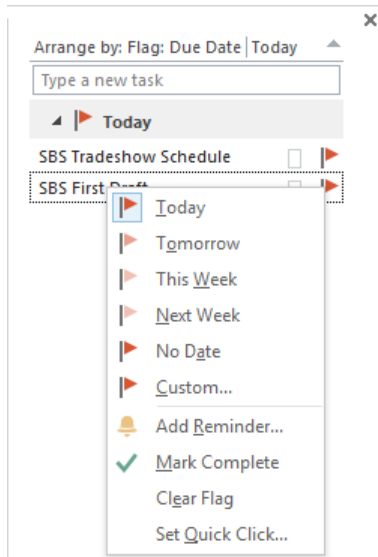 Arrange by: Flag: Due Date Today
Type a new task
Today
SBS Tradeshow Schedule
SBS First Draft
Today
Tomorrow
This Week
Next Week
No Date
Custom...
Add Reminder...
Mark Complete
Clear Flag
Set Quick Click...